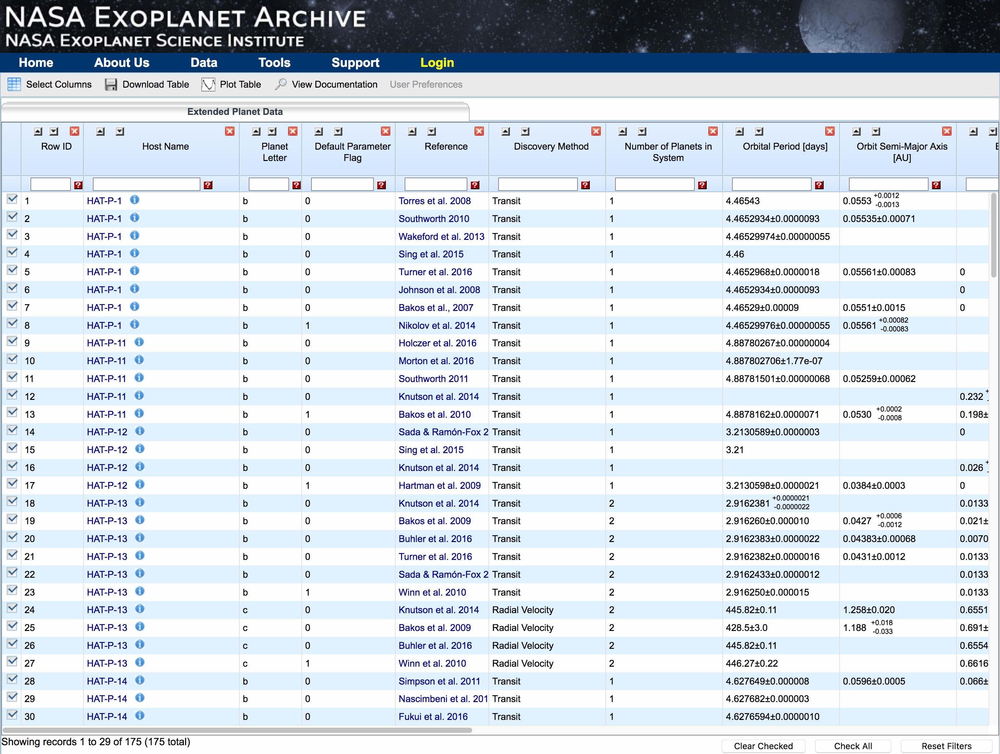 NASA EXOPLANET ARCHIVE
NASA EXOPLANET SCIENCE INSTITUTE
Home About Us Data Tools Support Login
Select Columns Download Table Plot Table View Documentation User Preferences
Extended Planet Data
Row ID Host Name Planet Letter Default Parameter Flag Reference Discovery Method Number of Planets in System Orbital Period [days] Orbit Semi-Major Axis [AU]
1 HAT-P-1 b 0 Torres et al. 2008 Transit 1 4.46543 0.0553 +0.0012 -0.0013
2 HAT-P-1 b 0 Southworth 2010 Transit 1 4.4652934±0.0000093 0.05535±0.00071
3 HAT-P-1 b 0 Wakeford et al. 2013 Transit 1 4.46529974±0.00000055
4 HAT-P-1 b 0 Sing et al. 2015 Transit 1 4.46
5 HAT-P-1 b 0 Turner et al. 2016 Transit 1 4.4652968±0.0000018 0.05561±0.00083 0
6 HAT-P-1 b 0 Johnson et al. 2008 Transit 1 4.4652934±0.0000093 0
7 HAT-P-1 b 0 Bakos et al., 2007 Transit 1 4.46529±0.00009 0.0551±0.0015 0
8 HAT-P-1 b 1 Nikolov et al. 2014 Transit 1 4.46529976±0.00000055 0.05561 +0.00082 -0.00083
9 HAT-P-11 b 0 Holczer et al. 2016 Transit 1 4.88780267±0.00000004
10 HAT-P-11 b 0 Morton et al. 2016 Transit 1 4.887802706±1.77e-07
11 HAT-P-11 b 0 Southworth 2011 Transit 1 4.88781501±0.00000068 0.05259±0.00062
12 HAT-P-11 b 0 Knutson et al. 2014 Transit 1 0.232
13 HAT-P-11 b 1 Bakos et al. 2010 Transit 1 4.8878162±0.0000071 0.0530 +0.0002 -0.0008 0.198±
14 HAT-P-12 b 0 Sada & Ramón-Fox 2 Transit 1 3.2130589±0.0000003 0
15 HAT-P-12 b 0 Sing et al. 2015 Transit 1 3.21
16 HAT-P-12 b 0 Knutson et al. 2014 Transit 1 0.026
17 HAT-P-12 b 1 Hartman et al. 2009 Transit 1 3.2130598±0.0000021 0.0384±0.0003 0
18 HAT-P-13 b 0 Knutson et al. 2014 Transit 2 2.9162381 +0.0000021 -0.0000022 0.0133
19 HAT-P-13 b 0 Bakos et al. 2009 Transit 2 2.916260±0.000010 0.0427 +0.0006 -0.0012 0.021±
20 HAT-P-13 b 0 Buhler et al. 2016 Transit 2 2.9162383±0.0000022 0.04383±0.00068 0.0070
21 HAT-P-13 b 0 Turner et al. 2016 Transit 2 2.9162382±0.0000016 0.0431±0.0012 0.0133
22 HAT-P-13 b 0 Sada & Ramón-Fox 2 Transit 2 2.9162433±0.0000012 0.0133
23 HAT-P-13 b 1 Winn et al. 2010 Transit 2 2.916250±0.000015 0.0133
24 HAT-P-13 c 0 Knutson et al. 2014 Radial Velocity 2 445.82±0.11 1.258±0.020 0.6551
25 HAT-P-13 c 0 Bakos et al. 2009 Radial Velocity 2 428.5±3.0 1.188 +0.018 -0.033 0.691±
26 HAT-P-13 c 0 Buhler et al. 2016 Radial Velocity 2 445.82±0.11 0.6554
27 HAT-P-13 c 1 Winn et al. 2010 Radial Velocity 2 446.27±0.22 0.6616
28 HAT-P-14 b 0 Simpson et al. 2011 Transit 1 4.627649±0.000008 0.0596±0.0005 0.066±
29 HAT-P-14 b 0 Nascimbeni et al. 201 Transit 1 4.627682±0.000003
30 HAT-P-14 b 0 Fukui et al. 2016 Transit 1 4.6276594±0.0000010
Showing records 1 to 29 of 175 (175 total)
Clear Checked Check All Reset Filters